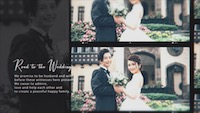 Road to the Wedding
We promise to be husband and wife
before these witnesses here present
We swear to admire,
love and help each other and
to create a peaceful happy family.